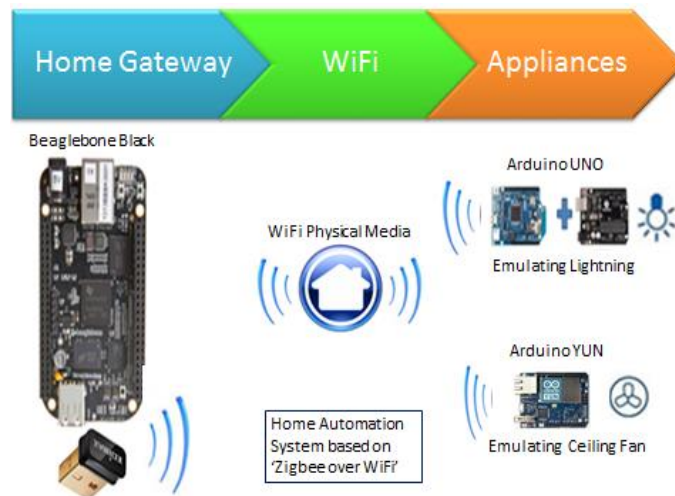 Home Gateway
WiFi
Appliances
Beaglebone Black
WiFi Physical Media
Arduino UNO
Emulating Lightning
Arduino YUN
Emulating Ceiling Fan
Home Automation
System based on
'Zigbee over WiFi'